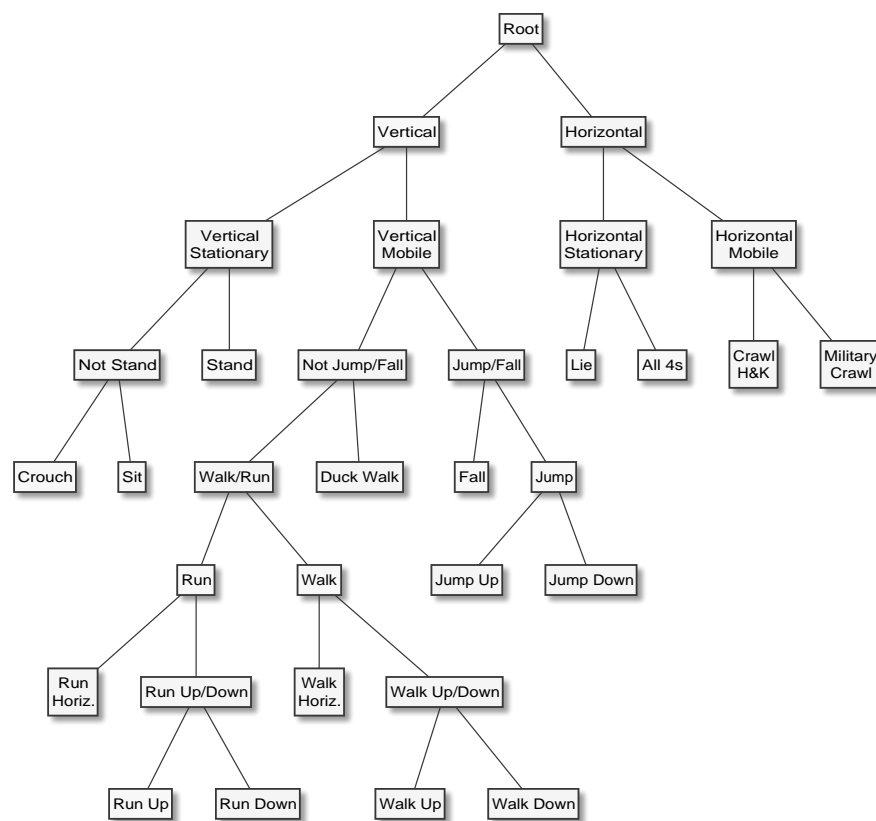 Root
Vertical
Horizontal
Vertical
Stationary
Vertical
Mobile
Horizontal
Stationary
Horizontal
Mobile
Not Stand
Stand
Not Jump/Fall
Jump/Fall
Lie
All 4s
Crawl
H&K
Military
Crawl
Crouch
Sit
Walk/Run
Duck Walk
Fall
Jump
Run
Walk
Jump Up
Jump Down
Run
Horiz.
Run Up/Down
Walk
Horiz.
Walk Up/Down
Run Up
Run Down
Walk Up
Walk Down